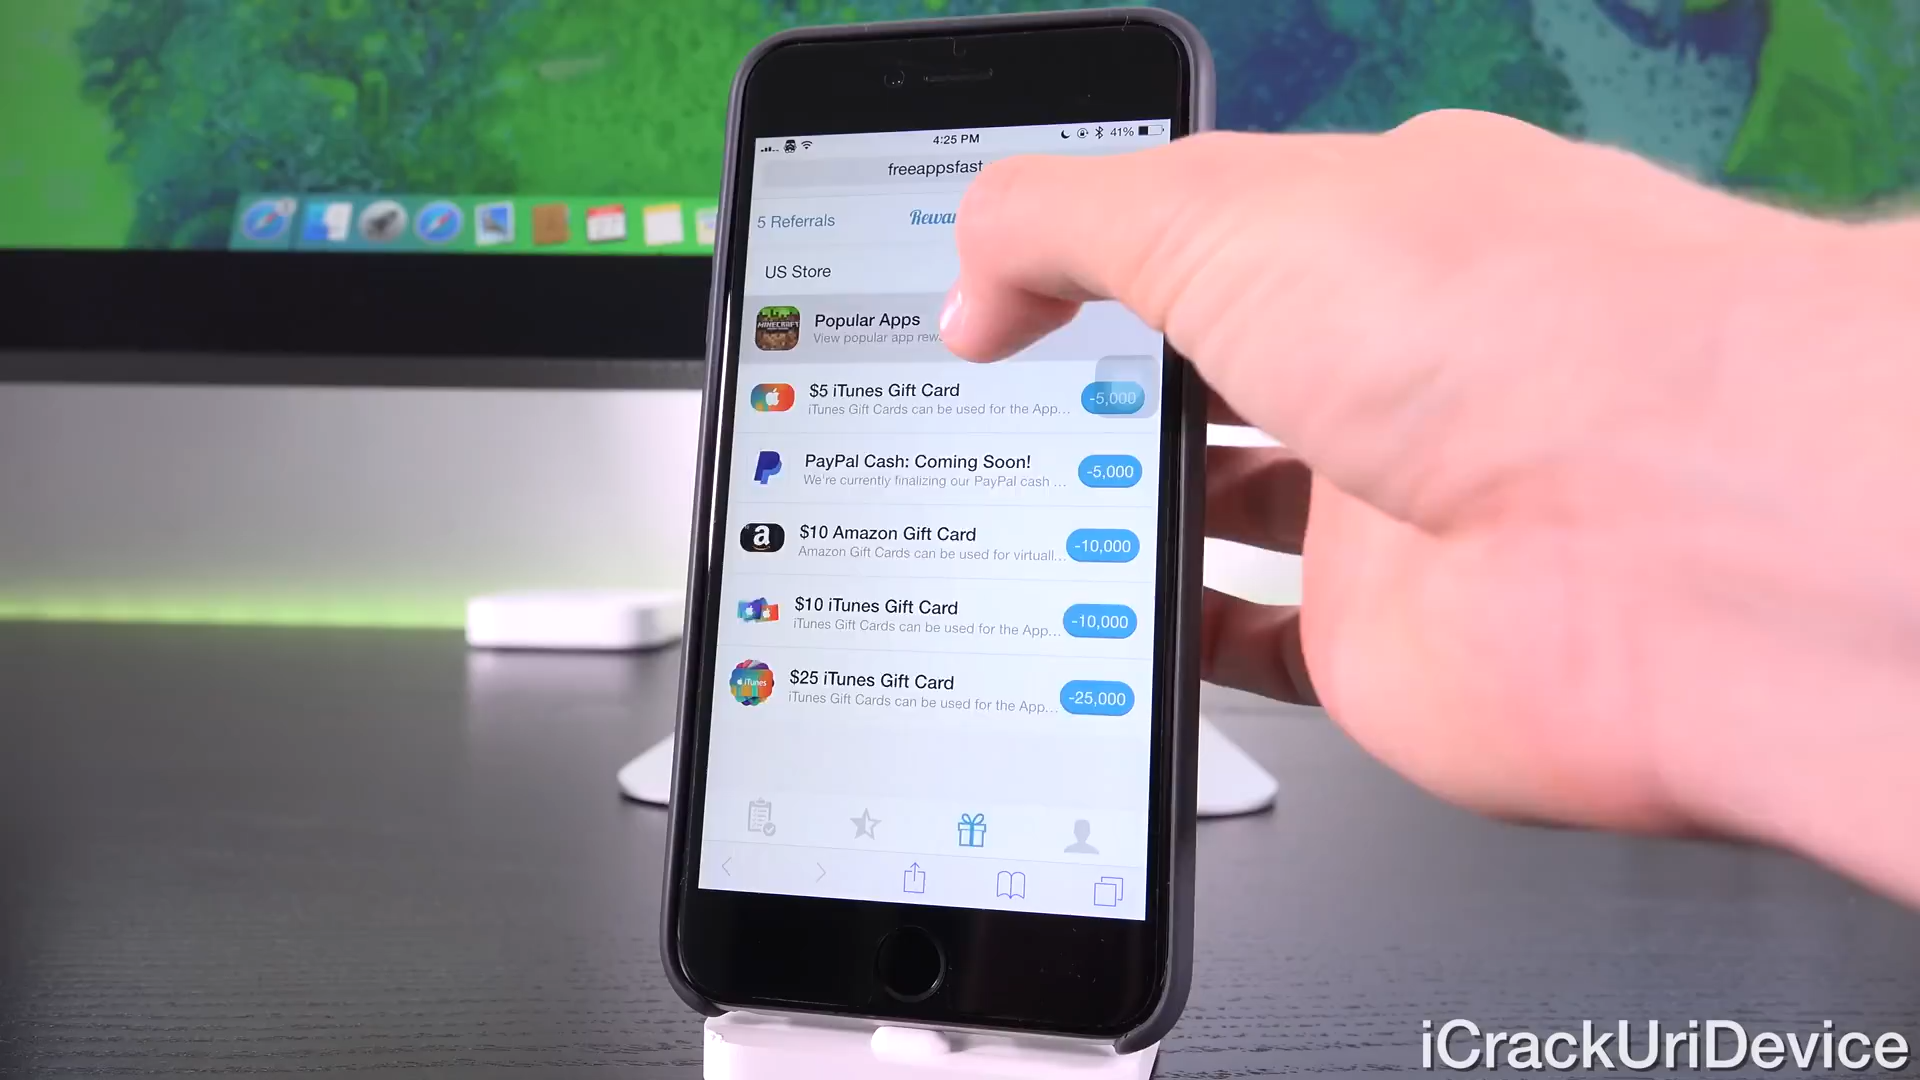 4:25 PM
41%
freeappsfast
5 Referrals
US Store
MINECRAFT
Popular Apps
View popular app
$5 iTunes Gift Card
iTunes Gift Cards can be used for the App...
-5,000
PayPal Cash: Coming Soon!
We're currently finalizing our PayPal cash ...
-5,000
a
$10 Amazon Gift Card
Amazon Gift Cards can be used for virtuall...
-10,000
$10 iTunes Gift Card
iTunes Gift Cards can be used for the App...
-10,000
iTunes
$25 iTunes Gift Card
iTunes Gift Cards can be used for the App...
-25,000
iCrackUriDevice